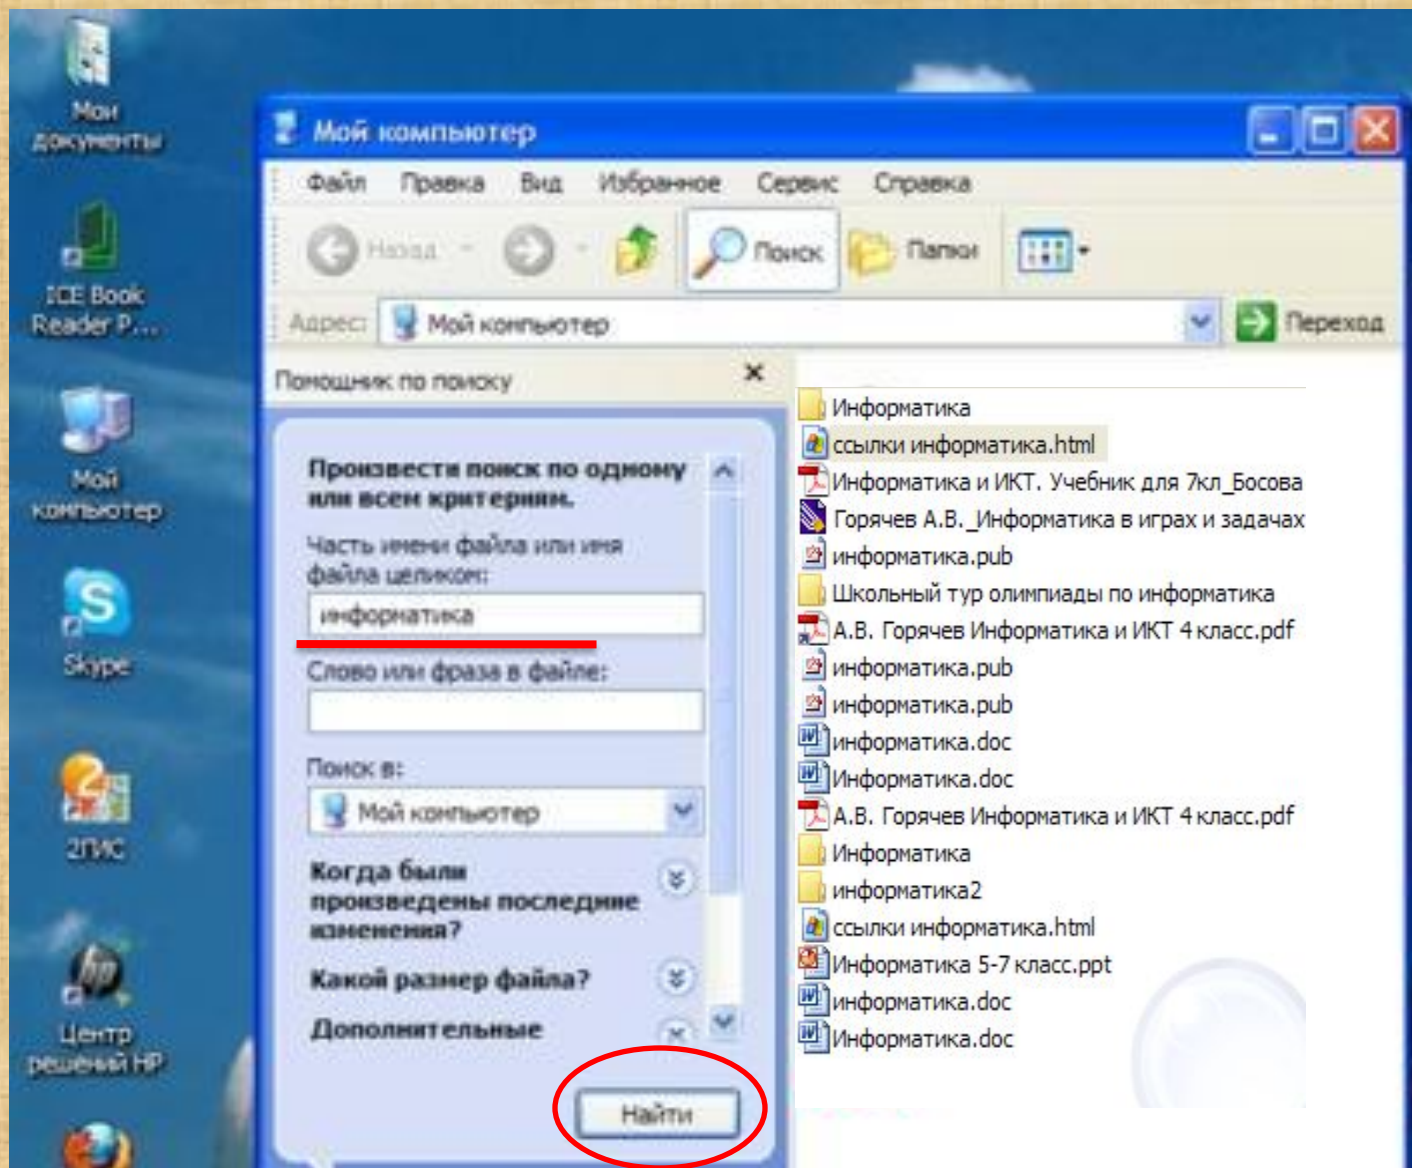 Мои
документы
ICE Book
Reader P...
Мой
компьютер
Skype
2ГИС
Центр
решений HP
Мой компьютер
Файл Правка Вид Избранное Сервис Справка
Назад Поиск Папки
Адрес: Мой компьютер Переход
Помощник по поиску
Произвести поиск по одному
или всем критериям.
Часть имени файла или имя
файла целиком:
информатика
Слово или фраза в файле:
Поиск в:
Мой компьютер
Когда были
произведены последние
изменения?
Какой размер файла?
Дополнительные
Найти
Информатика
ссылки информатика.html
Информатика и ИКТ. Учебник для 7кл_Босова
Горячев А.В._Информатика в играх и задачах
информатика.pub
Школьный тур олимпиады по информатика
А.В. Горячев Информатика и ИКТ 4 класс.pdf
информатика.pub
информатика.pub
информатика.doc
Информатика.doc
А.В. Горячев Информатика и ИКТ 4 класс.pdf
Информатика
информатика2
ссылки информатика.html
Информатика 5-7 класс.ppt
информатика.doc
Информатика.doc